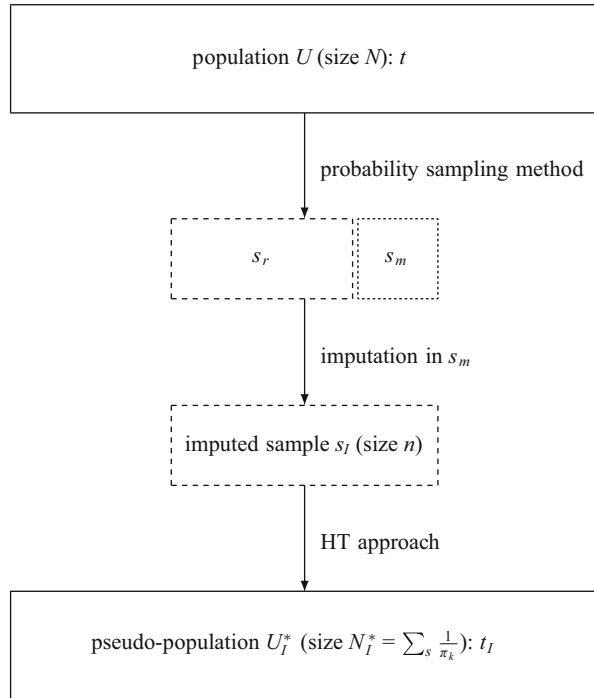 population U (size N): t
probability sampling method
s_r s_m
imputation in s_m
imputed sample s_I (size n)
HT approach
pseudo-population U_I^* (size N_I^* = ∑_s 1/π_k): t_I